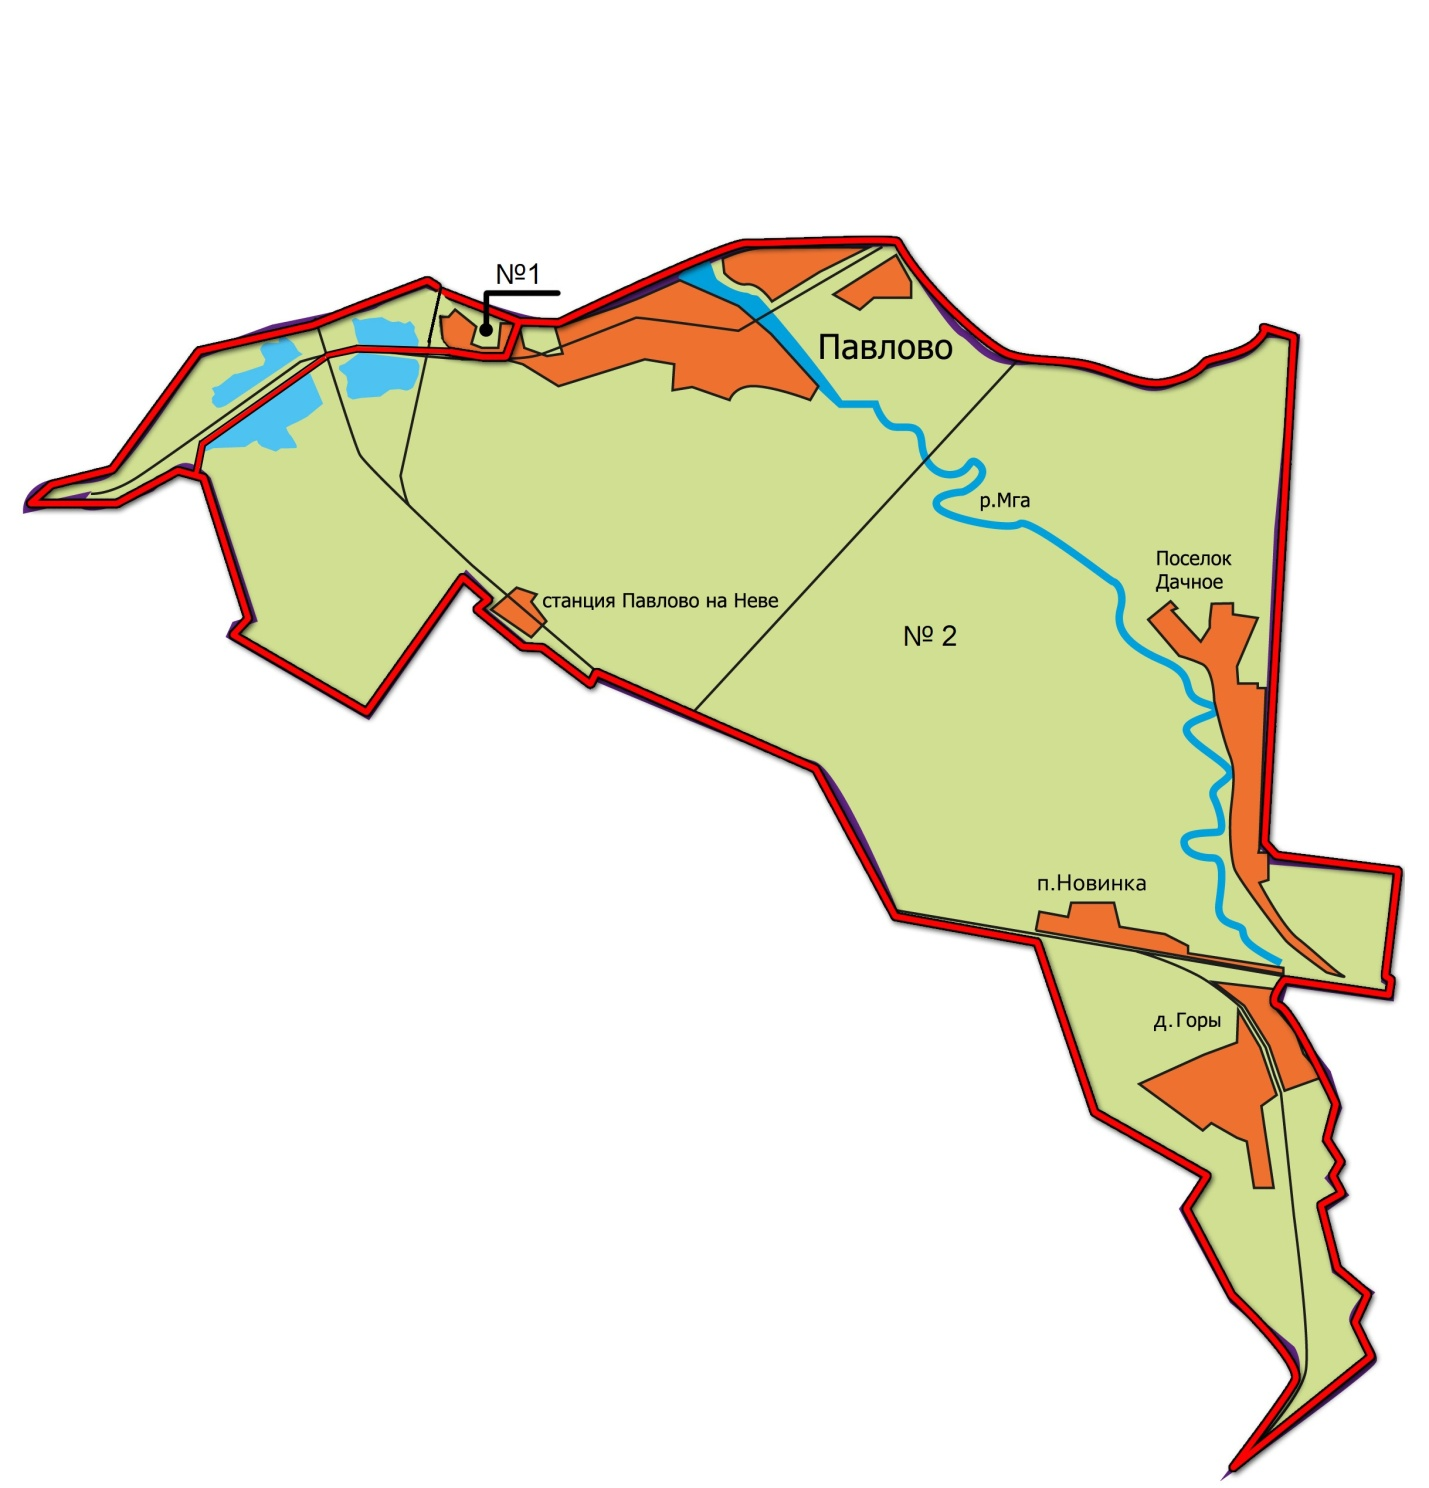 №1
Павлово
р.Мга
Поселок
Дачное
станция Павлово на Неве
№ 2
п.Новинка
д.Горы